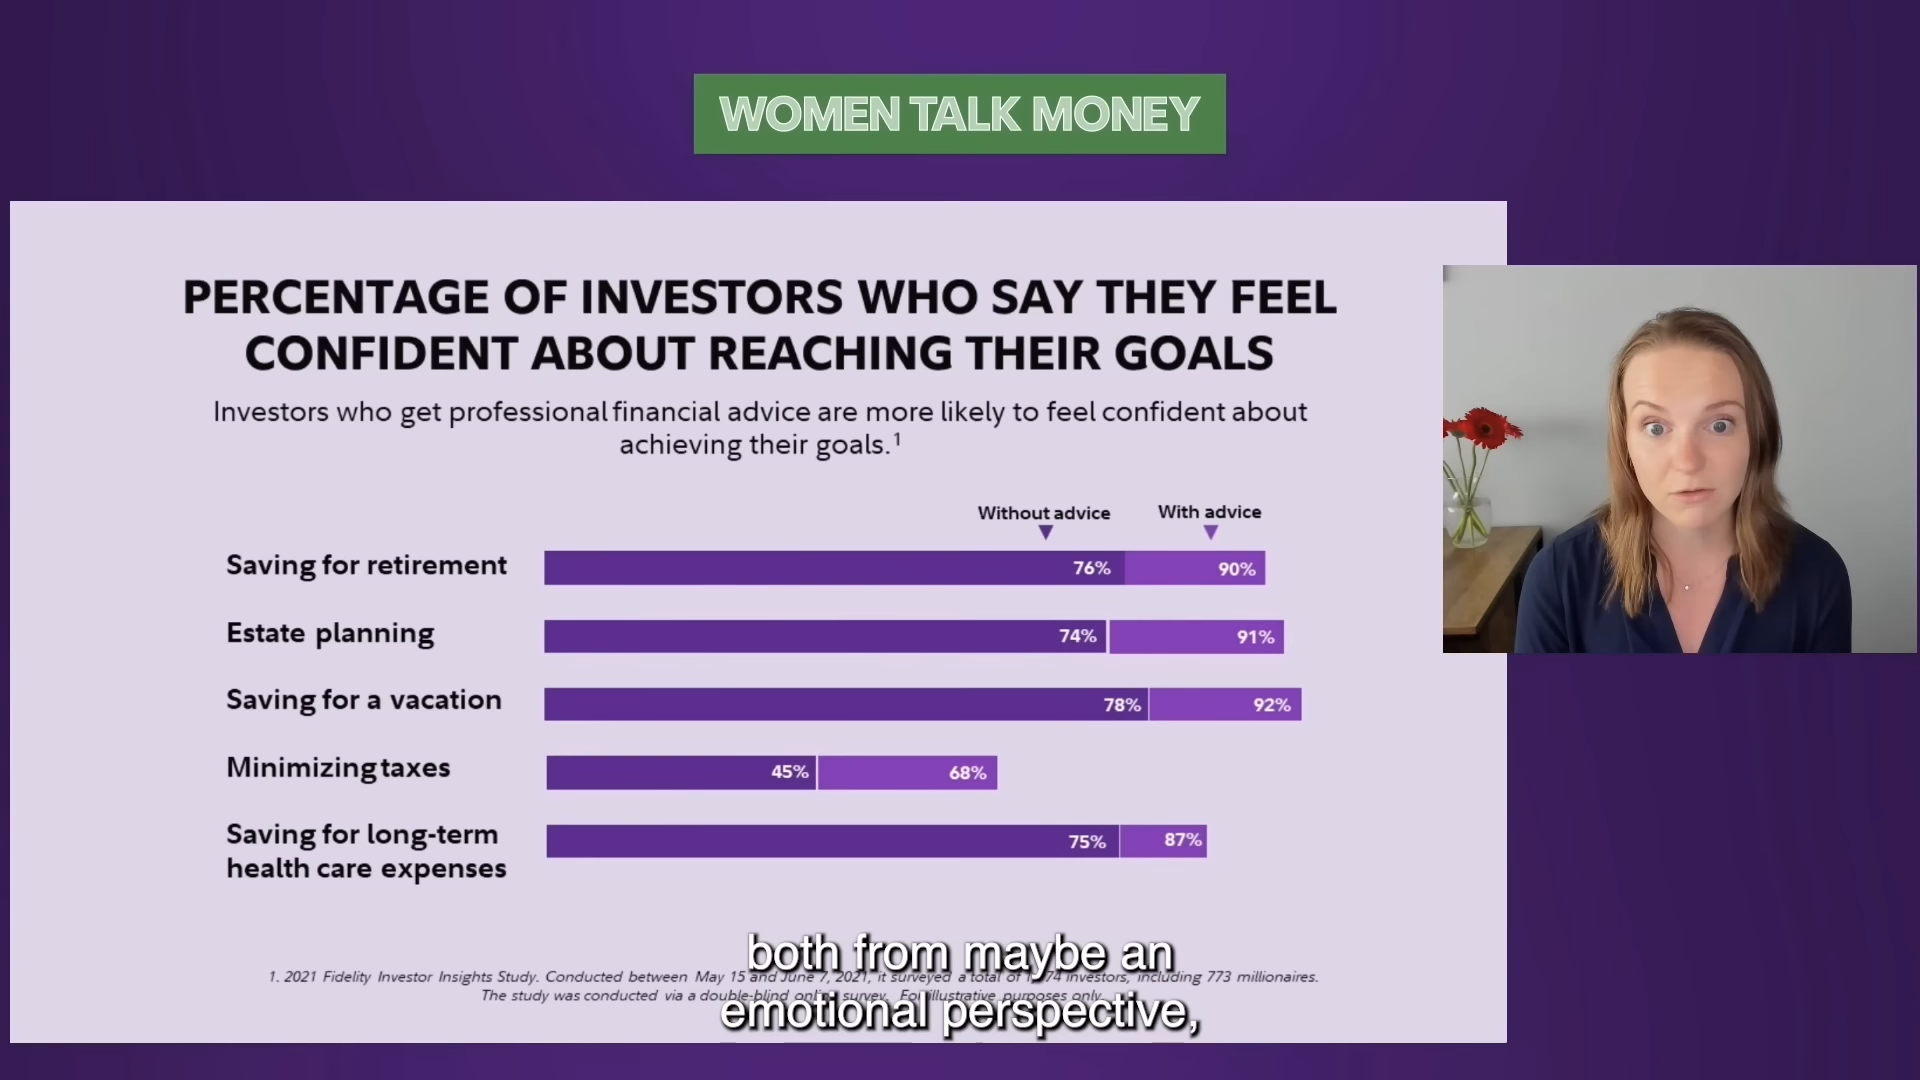 WOMEN TALK MONEY
PERCENTAGE OF INVESTORS WHO SAY THEY FEEL
CONFIDENT ABOUT REACHING THEIR GOALS
Investors who get professional financial advice are more likely to feel confident about
achieving their goals.¹
Without advice With advice
Saving for retirement 76% 90%
Estate planning 74% 91%
Saving for a vacation 78% 92%
Minimizing taxes 45% 68%
Saving for long-term
health care expenses 75% 87%
both from maybe an
1. 2021 Fidelity Investor Insights Study. Conducted between May 15 and June 7, 2021, it surveyed a total of investors, including 773 millionaires.
The study was conducted via a double-blind online survey. For illustrative purposes only.
emotional perspective,